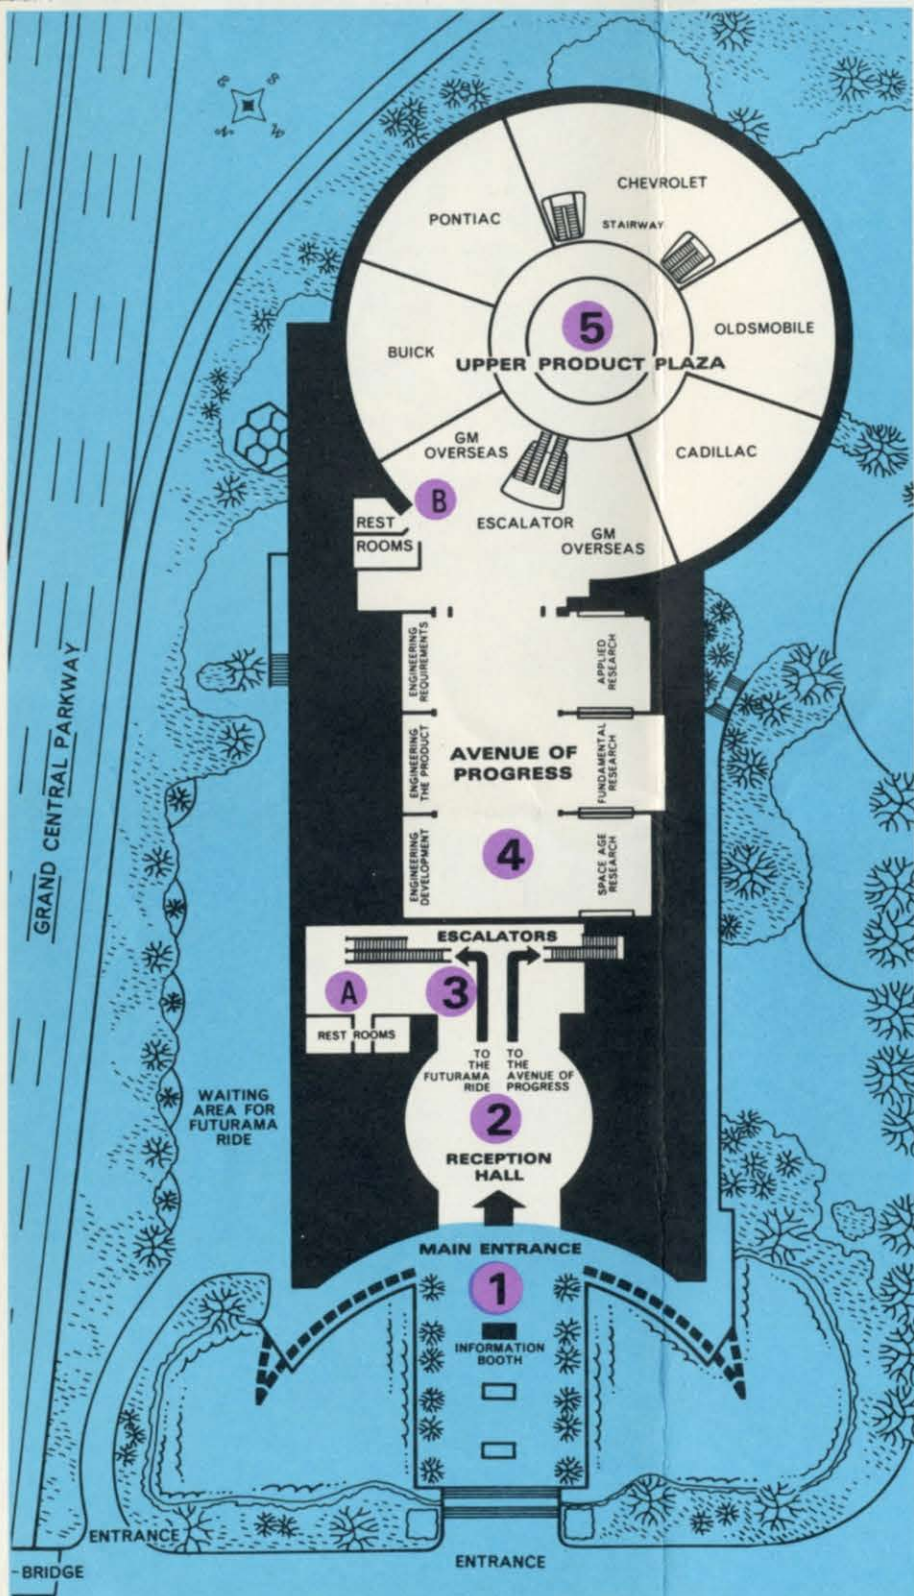 CHEVROLET
PONTIAC
STAIRWAY
OLDSMOBILE
5
BUICK
UPPER PRODUCT PLAZA
GM
OVERSEAS
CADILLAC
B
REST
ROOMS
ESCALATOR
GM
OVERSEAS
ENGINEERING
REQUIREMENTS
APPLIED
RESEARCH
GRAND CENTRAL PARKWAY
ENGINEERING
THE PRODUCT
AVENUE OF
PROGRESS
FUNDAMENTAL
RESEARCH
4
ENGINEERING
DEVELOPMENT
SPACE AGE
RESEARCH
ESCALATORS
A
3
REST ROOMS
TO
THE
FUTURAMA
RIDE
TO
THE
AVENUE OF
PROGRESS
WAITING
AREA FOR
FUTURAMA
RIDE
2
RECEPTION
HALL
MAIN ENTRANCE
1
INFORMATION
BOOTH
ENTRANCE
ENTRANCE
-BRIDGE